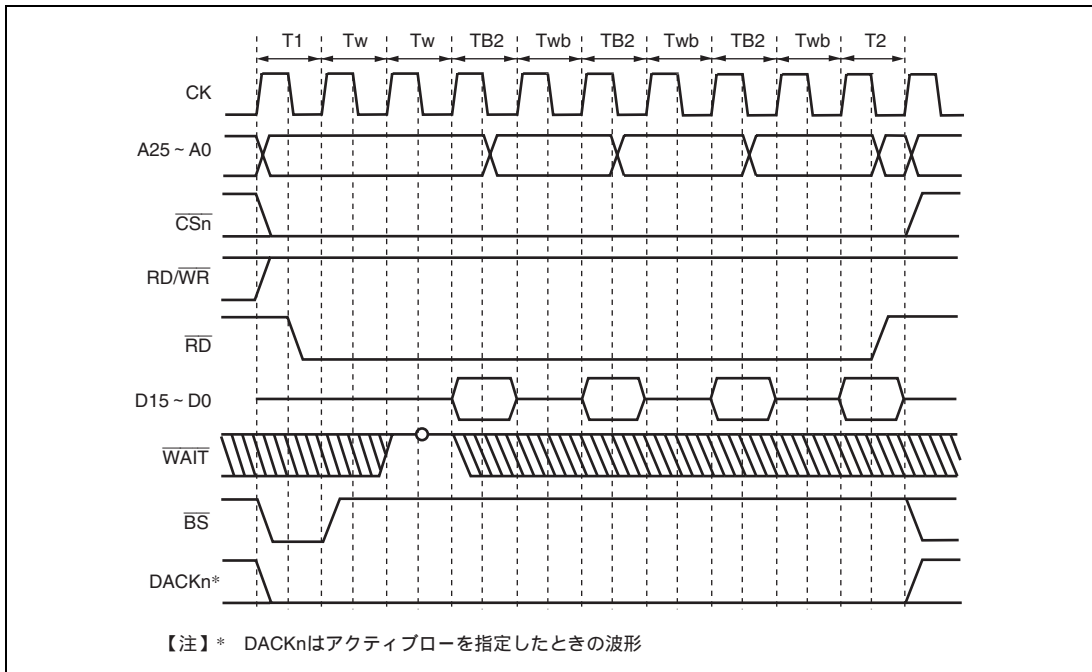 T1 Tw Tw TB2 Twb TB2 Twb TB2 Twb T2
CK
A25 ~ A0
CSn
RD/WR
RD
D15 ~ D0
WAIT
BS
DACKn*
【注】* DACKnはアクティブローを指定したときの波形